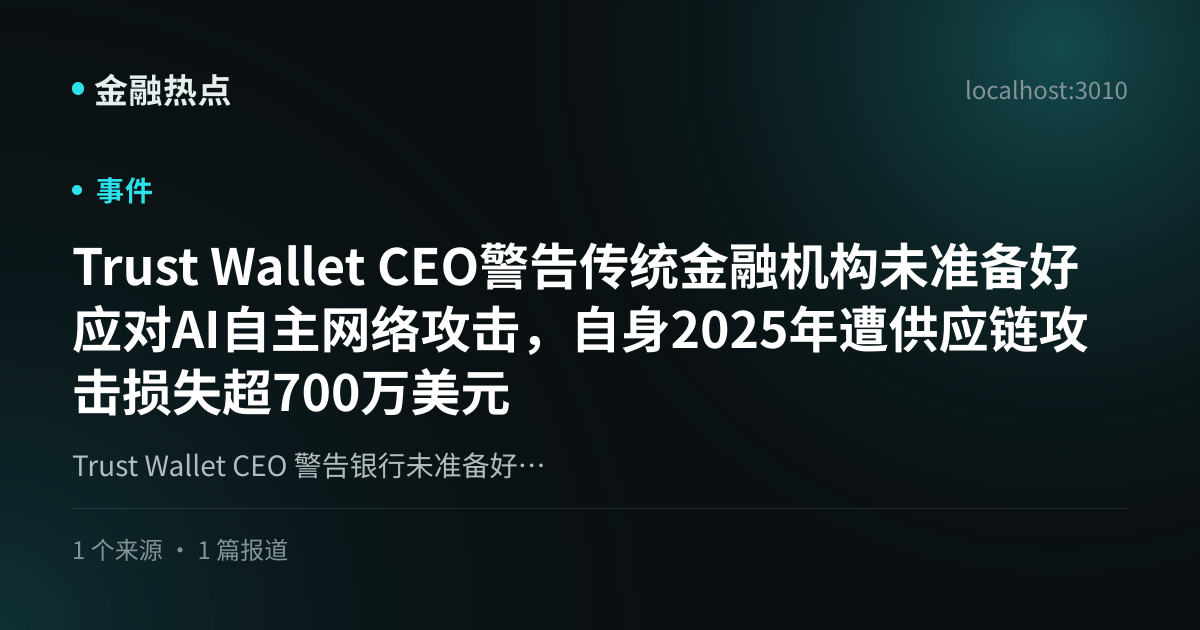 金融热点
localhost:3010
事件
Trust Wallet CEO警告传统金融机构未准备好
应对AI自主网络攻击，自身2025年遭供应链攻
击损失超700万美元
Trust Wallet CEO 警告银行未准备好…
1 个来源 · 1 篇报道